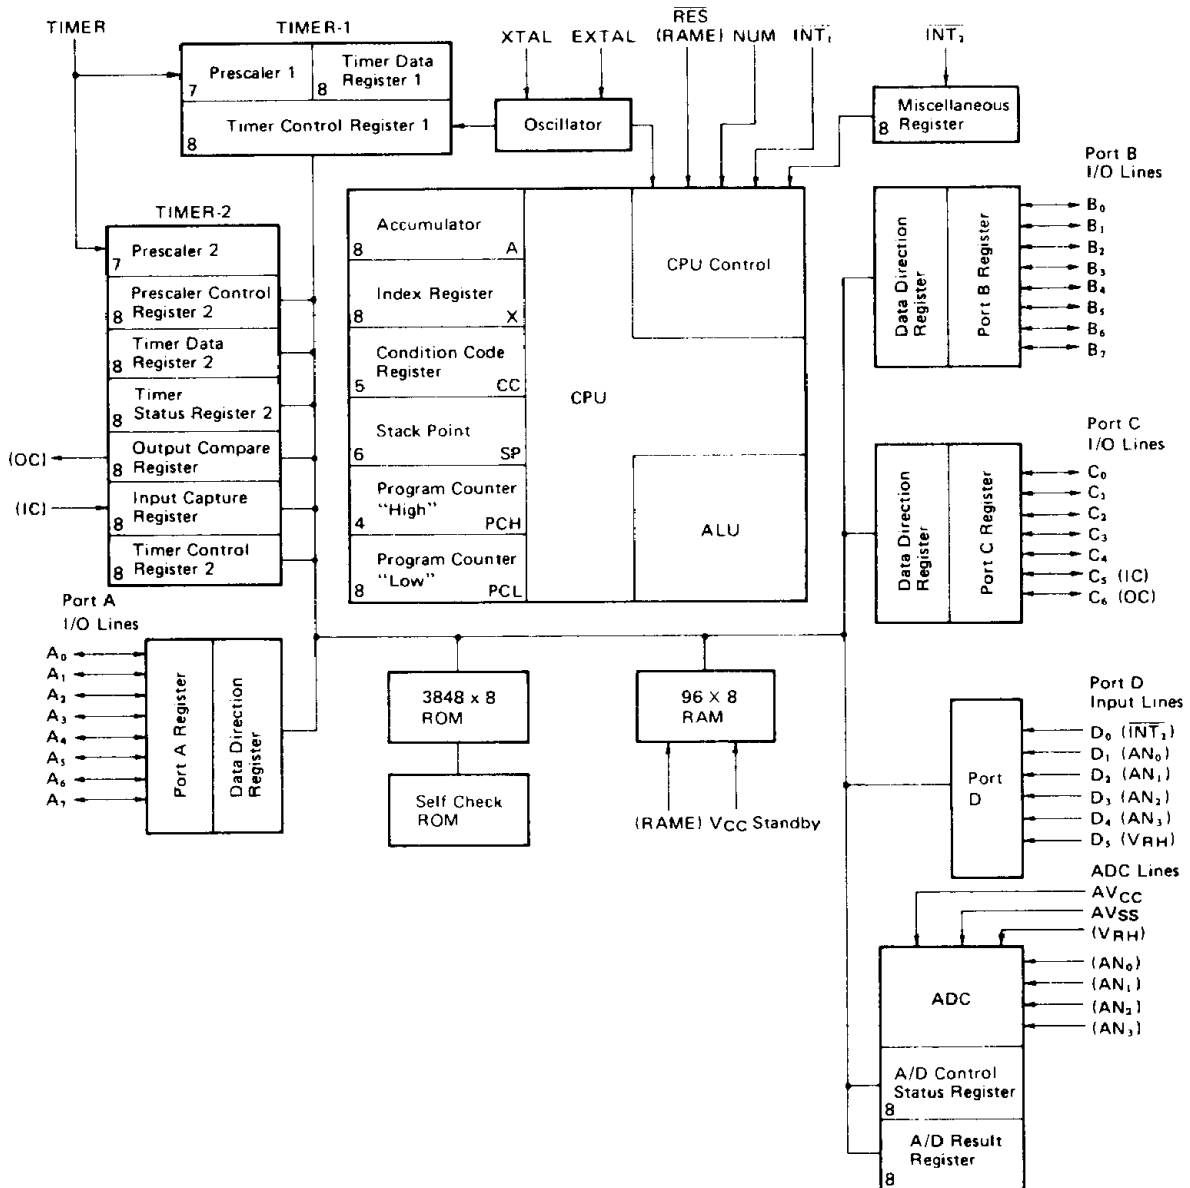 TIMER
TIMER-1
Prescaler 1
7
Timer Data
Register 1
8
Timer Control Register 1
8
XTAL
EXTAL
Oscillator
RES
(RAME)
NUM
INT₁
INT₂
Miscellaneous
Register
8
TIMER-2
Prescaler 2
7
Prescaler Control
Register 2
8
Timer Data
Register 2
8
Timer
Status Register 2
8
(OC)
Output Compare
Register
8
(IC)
Input Capture
Register
8
Timer Control
Register 2
8
Accumulator
8
A
Index Register
8
X
Condition Code
Register
5
CC
Stack Point
6
SP
Program Counter
"High"
4
PCH
Program Counter
"Low"
8
PCL
CPU
CPU Control
ALU
Port B
I/O Lines
Data Direction
Register
Port B Register
B₀
B₁
B₂
B₃
B₄
B₅
B₆
B₇
Port C
I/O Lines
Data Direction
Register
Port C Register
C₀
C₁
C₂
C₃
C₄
C₅ (IC)
C₆ (OC)
Port A
I/O Lines
A₀
A₁
A₂
A₃
A₄
A₅
A₆
A₇
Port A Register
Data Direction
Register
3848 x 8
ROM
Self Check
ROM
96 X 8
RAM
(RAME)
VCC Standby
Port D
Input Lines
Port
D
D₀ (INT₂)
D₁ (AN₀)
D₂ (AN₁)
D₃ (AN₂)
D₄ (AN₃)
D₅ (VRH)
ADC Lines
AVCC
AVSS
(VRH)
(AN₀)
(AN₁)
(AN₂)
(AN₃)
ADC
A/D Control
Status Register
8
A/D Result
Register
8